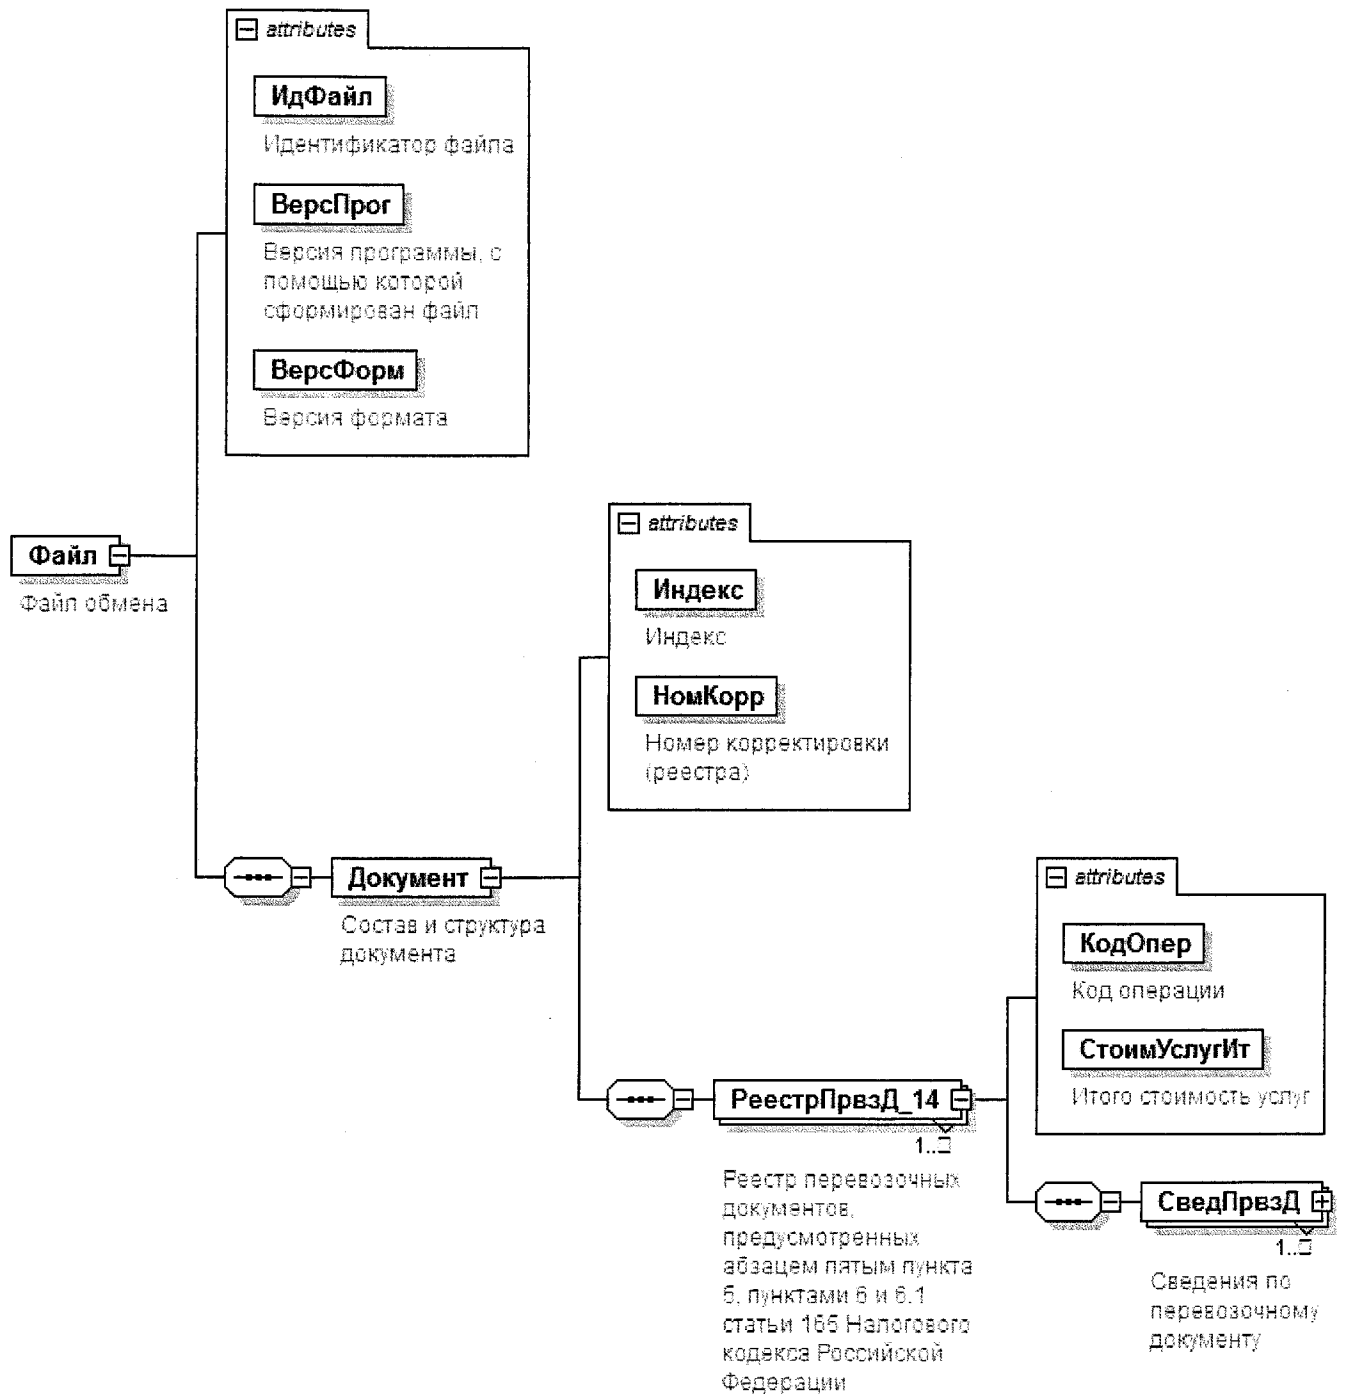 attributes
ИдФайл
Идентификатор файла
ВерсПрог
Версия программы, с
помощью которой
сформирован файл
ВерсФорм
Версия формата
Файл
Файл обмена
attributes
Индекс
Индекс
НомКорр
Номер корректировки
(реестра)
Документ
Состав и структура
документа
attributes
КодОпер
Код операции
СтоимУслугИт
Итого стоимость услуг
РеестрПрвзД_14
1..
Реестр перевозочных
документов,
предусмотренных
абзацем пятым пункта
5, пунктами 6 и 6.1
статьи 165 Налогового
кодекса Российской
Федерации
СведПрвзД
1..
Сведения по
перевозочному
документу